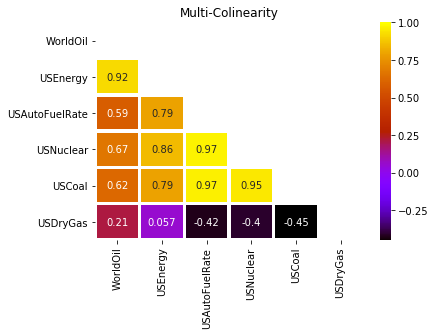 Multi-Colinearity
WorldOil
USEnergy
USAutoFuelRate
USNuclear
USCoal
USDryGas
0.92
0.59 0.79
0.67 0.86 0.97
0.62 0.79 0.97 0.95
0.21 0.057 -0.42 -0.4 -0.45
WorldOil
USEnergy
USAutoFuelRate
USNuclear
USCoal
USDryGas
1.00
0.75
0.50
0.25
0.00
−0.25